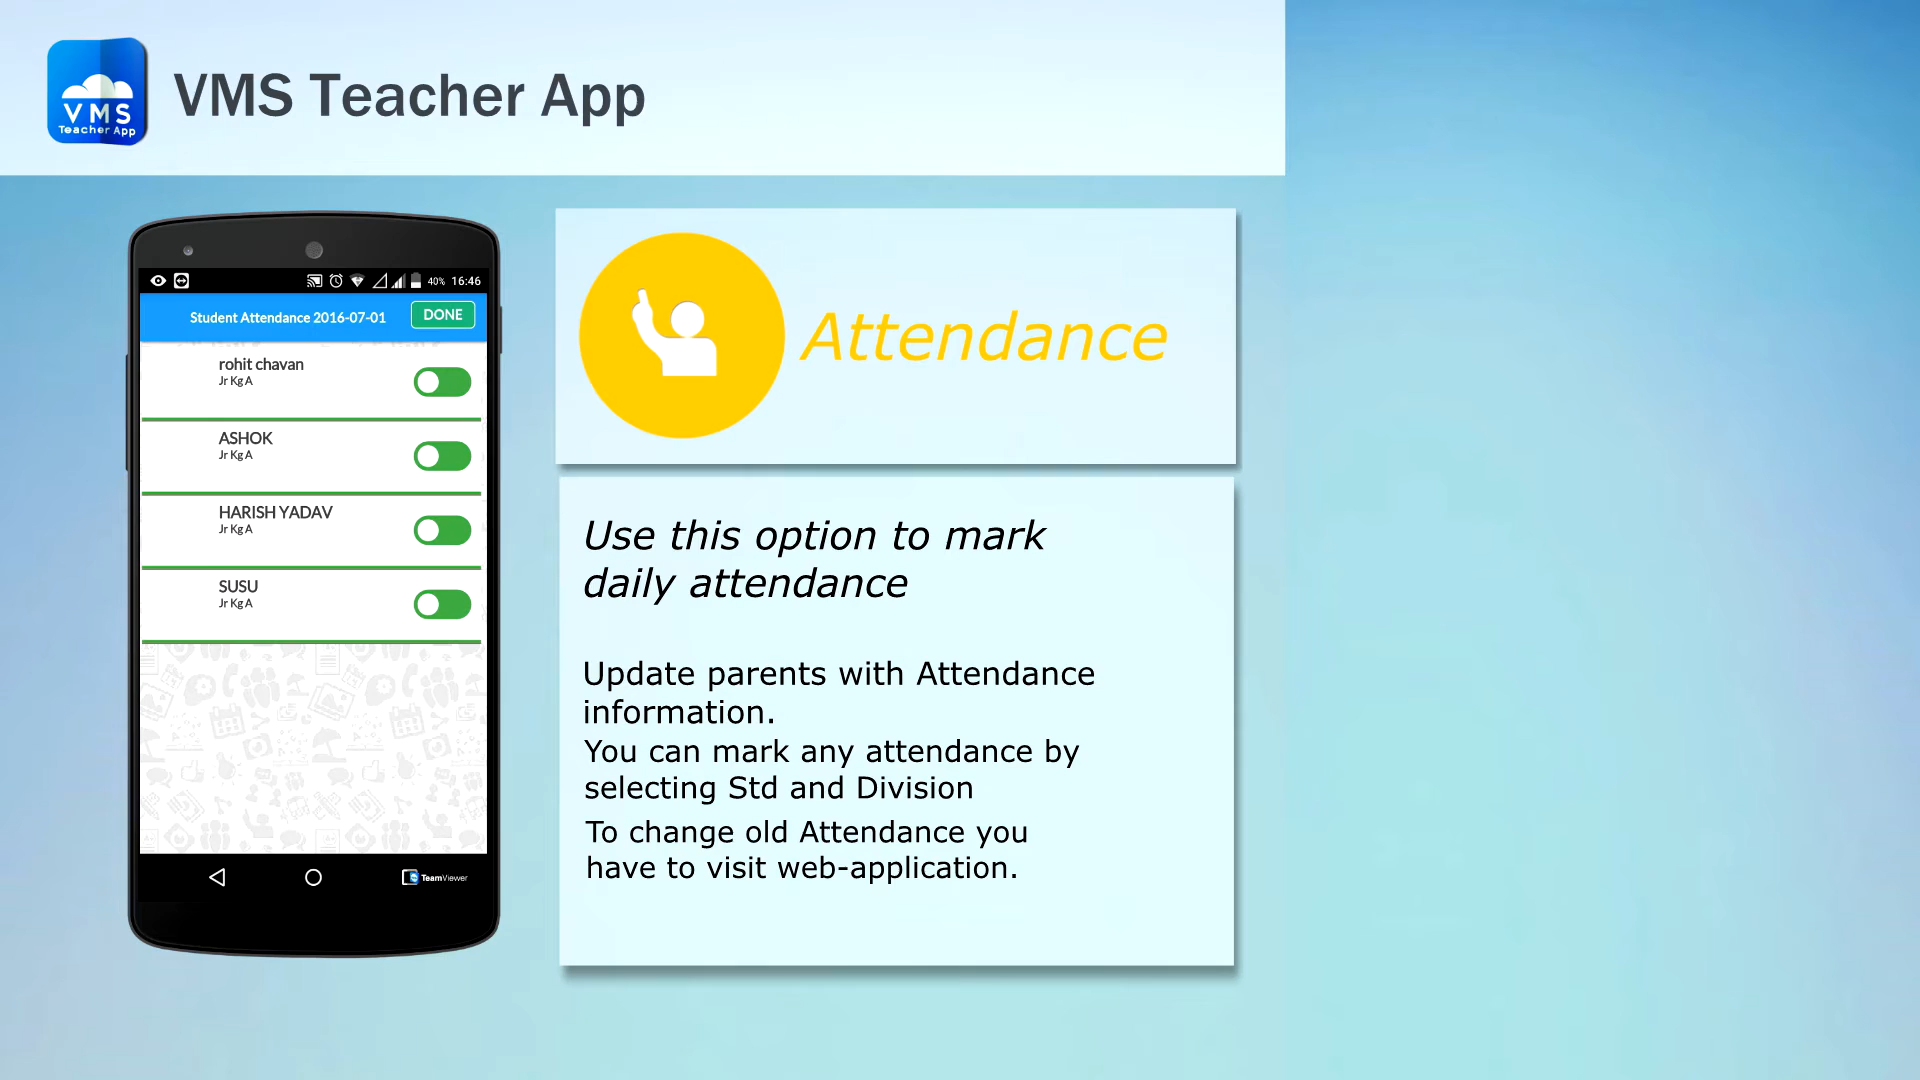 VMS
Teacher App
VMS Teacher App
40% 16:46
Student Attendance 2016-07-01
DONE
rohit chavan
Jr Kg A
ASHOK
Jr Kg A
HARISH YADAV
Jr Kg A
SUSU
Jr Kg A
TeamViewer
Attendance
Use this option to mark
daily attendance
Update parents with Attendance
information.
You can mark any attendance by
selecting Std and Division
To change old Attendance you
have to visit web-application.